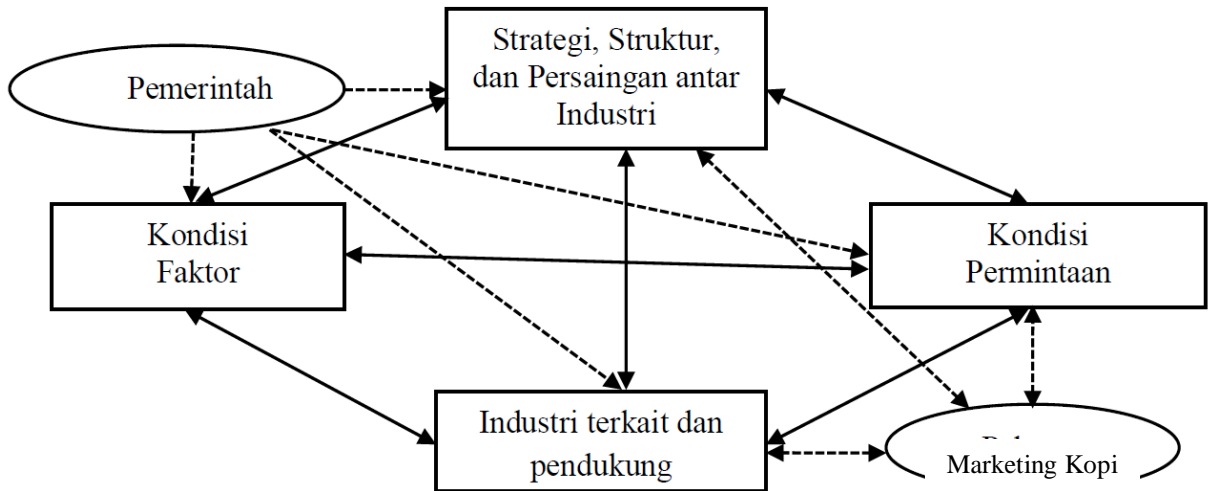 Strategi, Struktur,
dan Persaingan antar
Industri
Pemerintah
Kondisi
Faktor
Kondisi
Permintaan
Industri terkait dan
pendukung
Marketing Kopi